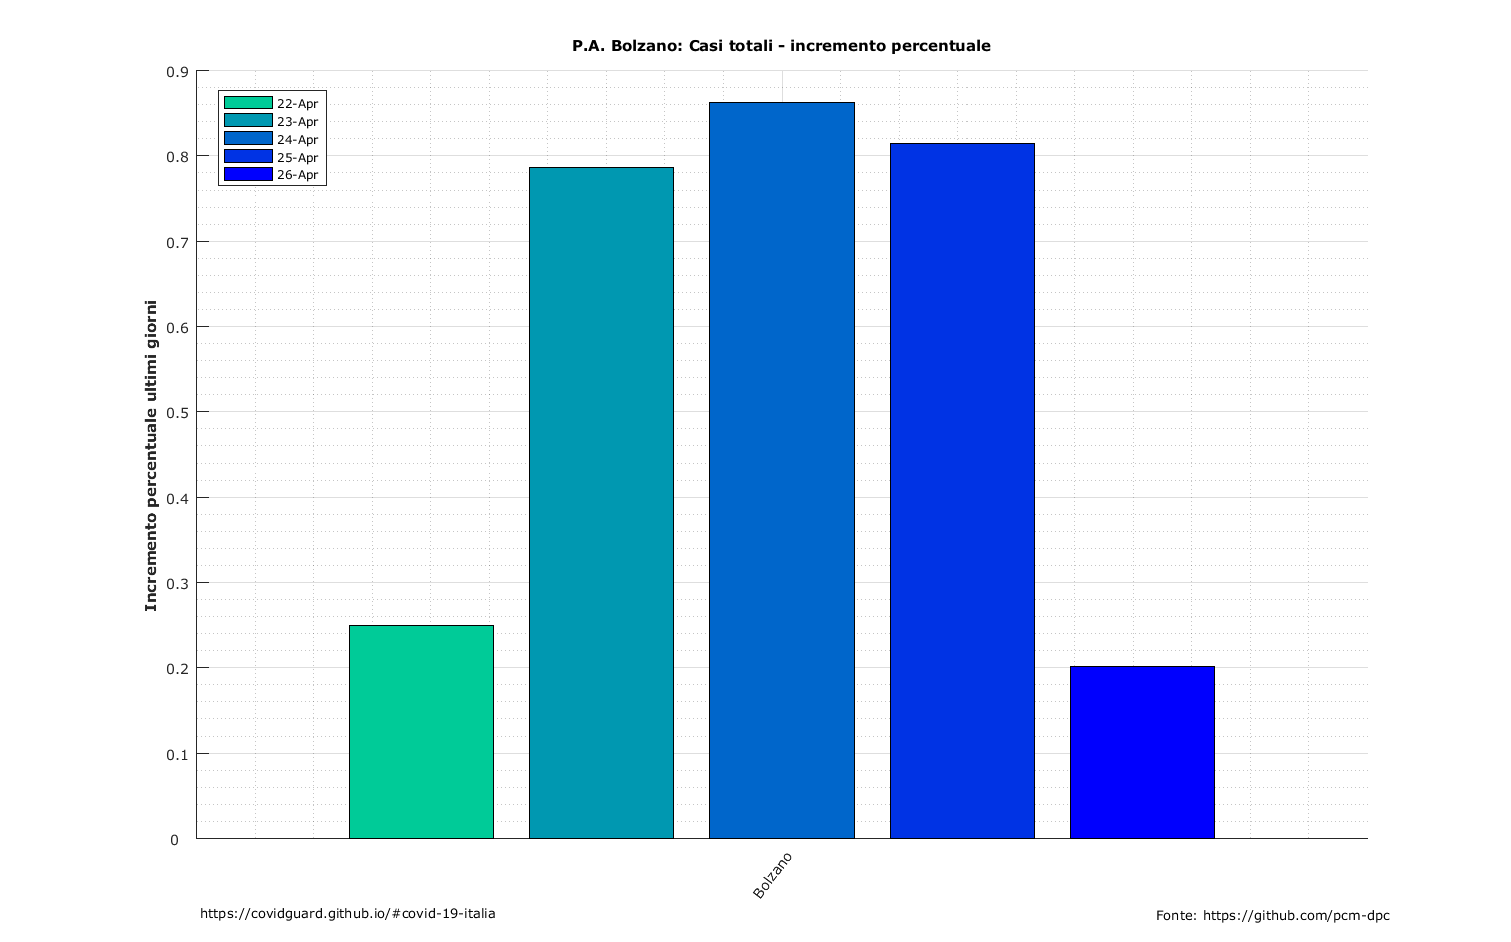 P.A. Bolzano: Casi totali - incremento percentuale
22-Apr
23-Apr
24-Apr
25-Apr
26-Apr
Incremento percentuale ultimi giorni
0.9
0.8
0.7
0.6
0.5
0.4
0.3
0.2
0.1
0
Bolzano
https://covidguard.github.io/#covid-19-italia
Fonte: https://github.com/pcm-dpc